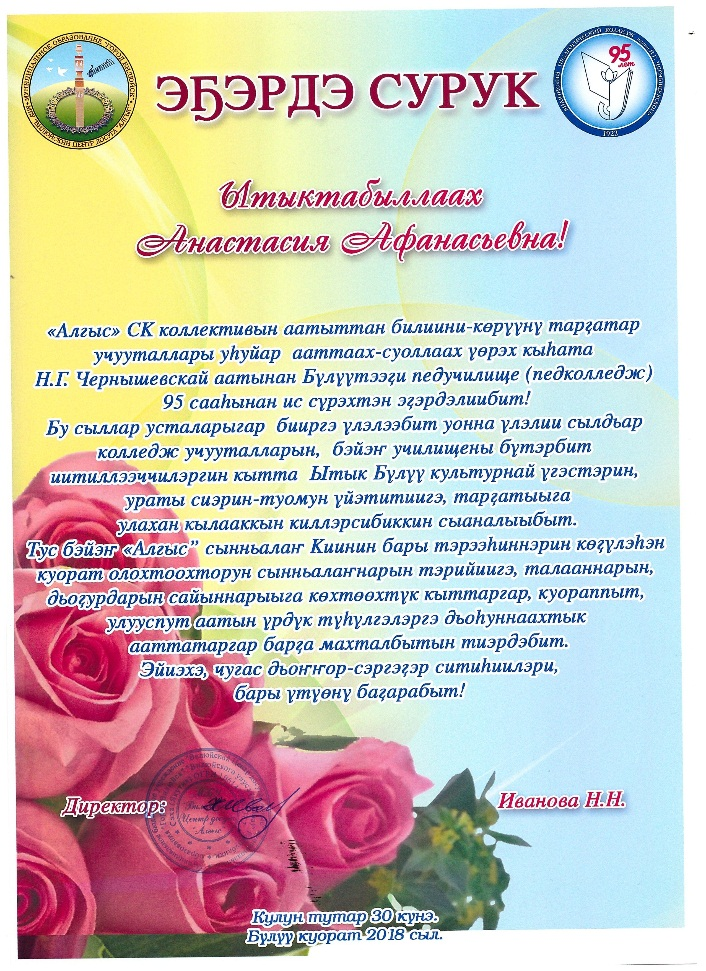 ЭҔЭРДЭ СУРУК
95
лет
1922
Ытыктабыллаах
Анастасия Афанасьевна!
«Алгыс» СК коллективын аатыттан билиини-көрүүнү тарҕатар
учууталлары уһуйар ааттаах-суоллаах үөрэх кыһата
Н.Г. Чернышевскай аатынан Бүлүүтээҕи педучилище (педколледж)
95 сааһынан ис сүрэхтэн эҕэрдэлиибит!
Бу сыллар усталарыгар бииргэ үлэлээбит уонна үлэлии сылдьар
колледж учууталларын, бэйэҥ училищены бүтэрбит
иитиллээччилэргин кытта Ытык Бүлүү культурнай үгэстэрин,
ураты сиэрин-туомун үйэтитиигэ, тарҕатыыга
улахан кылааккын киллэрсибиккин сыаналыыбыт.
Тус бэйэҥ «Алгыс” сынньалаҥ Киинин бары тэрээһиннэрин көҕүлэһэн
куорат олохтоохторун сынньалаҥнарын тэрийиигэ, талааннарын,
дьоҕурдарын сайыннарыыга көхтөөхтүк кыттаргар, куораппыт,
улууспут аатын үрдүк түһүлгэлэргэ дьоһуннаахтык
ааттатаргар барҕа махталбытын тиэрдэбит.
Эйиэхэ, чугас дьоҥҥор-сэргэҕэр ситиһиилэри,
бары үтүөнү баҕарабыт!
Директор:
Иванова Н.Н.
Кулун тутар 30 күнэ.
Бүлүү куорат 2018 сыл.